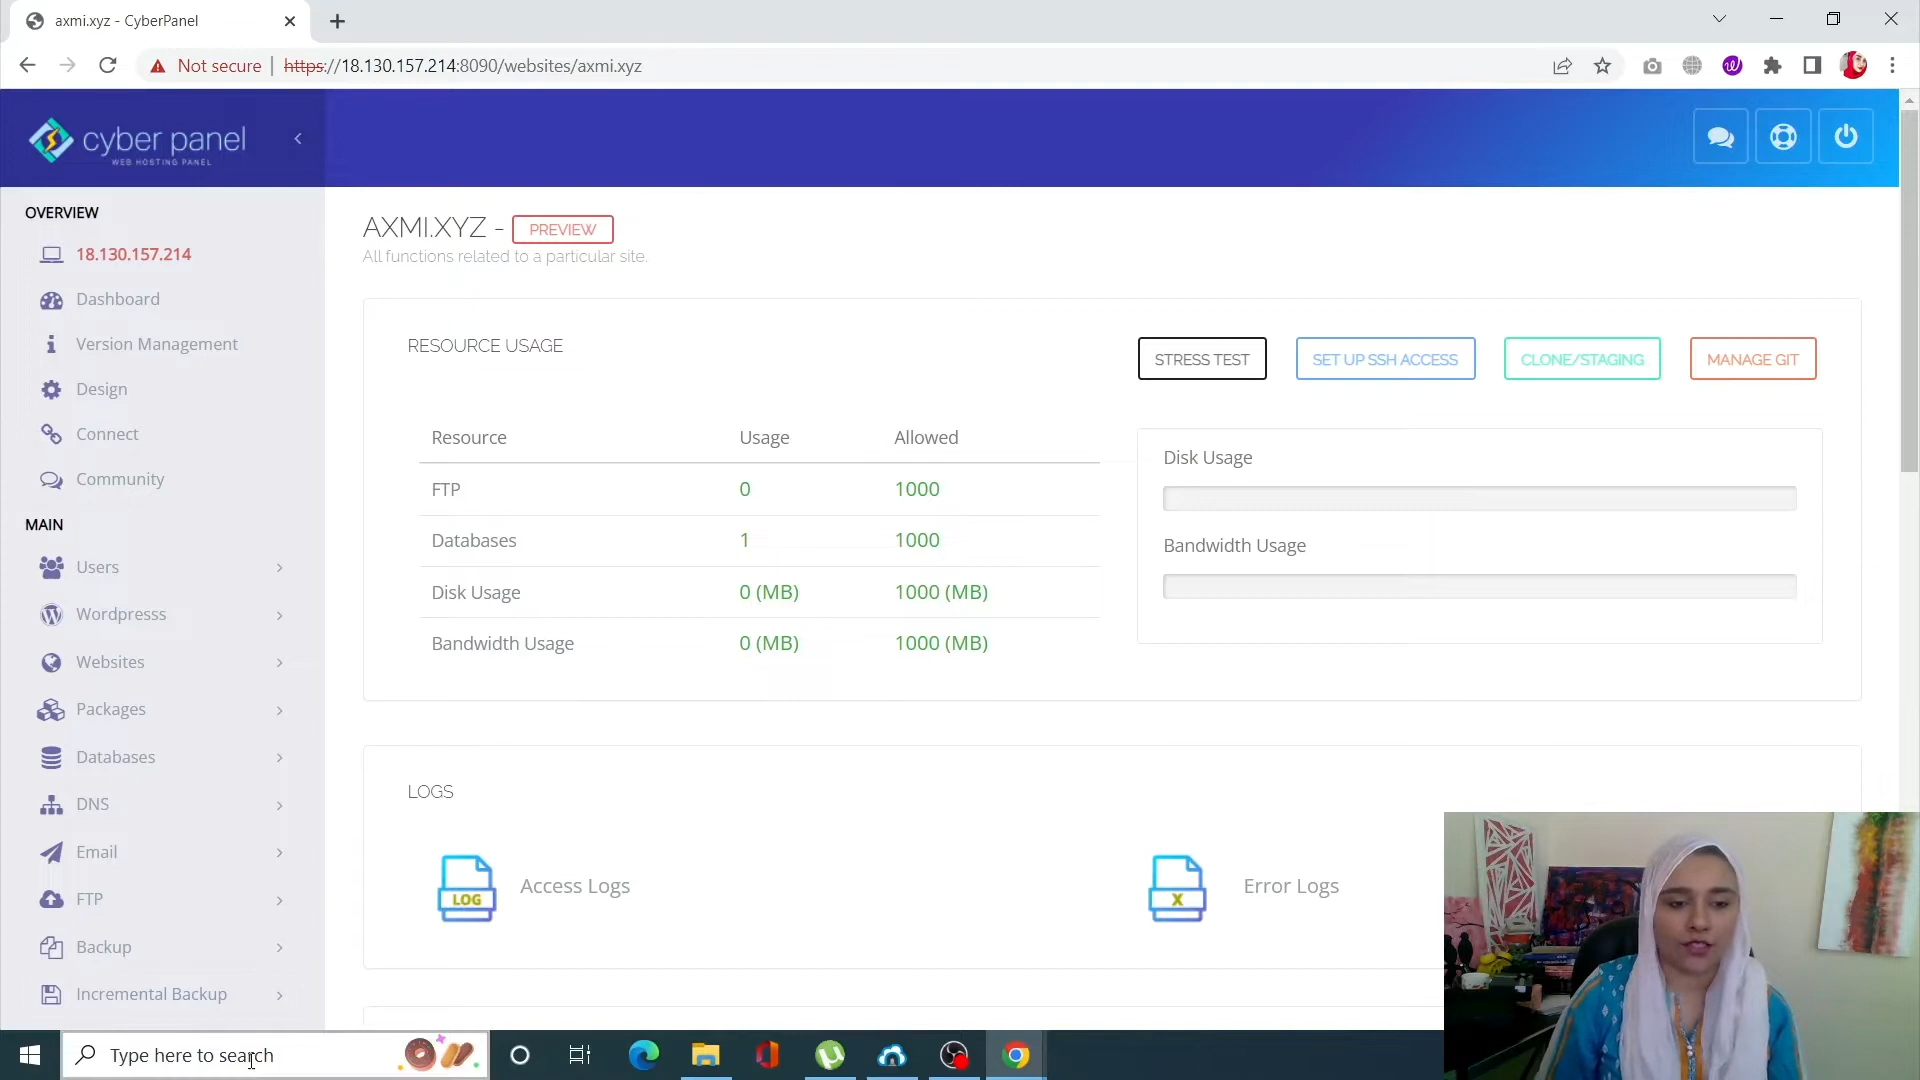 axmi.xyz - CyberPanel
Not secure | https://18.130.157.214:8090/websites/axmi.xyz
cyber panel
WEB HOSTING PANEL
OVERVIEW
18.130.157.214
Dashboard
Version Management
Design
Connect
Community
MAIN
Users
Wordpresss
Websites
Packages
Databases
DNS
Email
FTP
Backup
Incremental Backup
AXMI.XYZ - PREVIEW
All functions related to a particular site.
RESOURCE USAGE
STRESS TEST
SET UP SSH ACCESS
CLONE/STAGING
MANAGE GIT
Resource Usage Allowed
FTP 0 1000
Databases 1 1000
Disk Usage 0 (MB) 1000 (MB)
Bandwidth Usage 0 (MB) 1000 (MB)
Disk Usage
Bandwidth Usage
LOGS
LOG
Access Logs
X
Error Logs
Type here to search